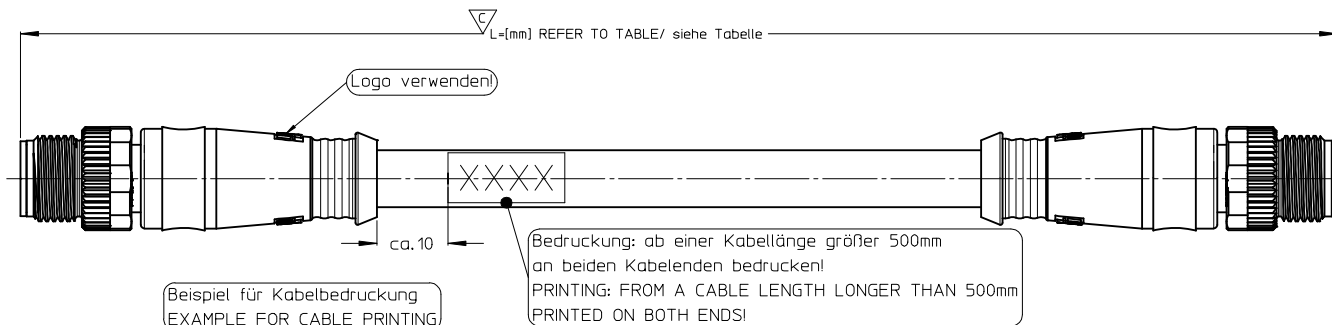 C
L=[mm] REFER TO TABLE/ siehe Tabelle
Logo verwenden!
XXXX
ca.10
Bedruckung: ab einer Kabellänge größer 500mm
an beiden Kabelenden bedrucken!
PRINTING: FROM A CABLE LENGTH LONGER THAN 500mm
PRINTED ON BOTH ENDS!
Beispiel für Kabelbedruckung
EXAMPLE FOR CABLE PRINTING